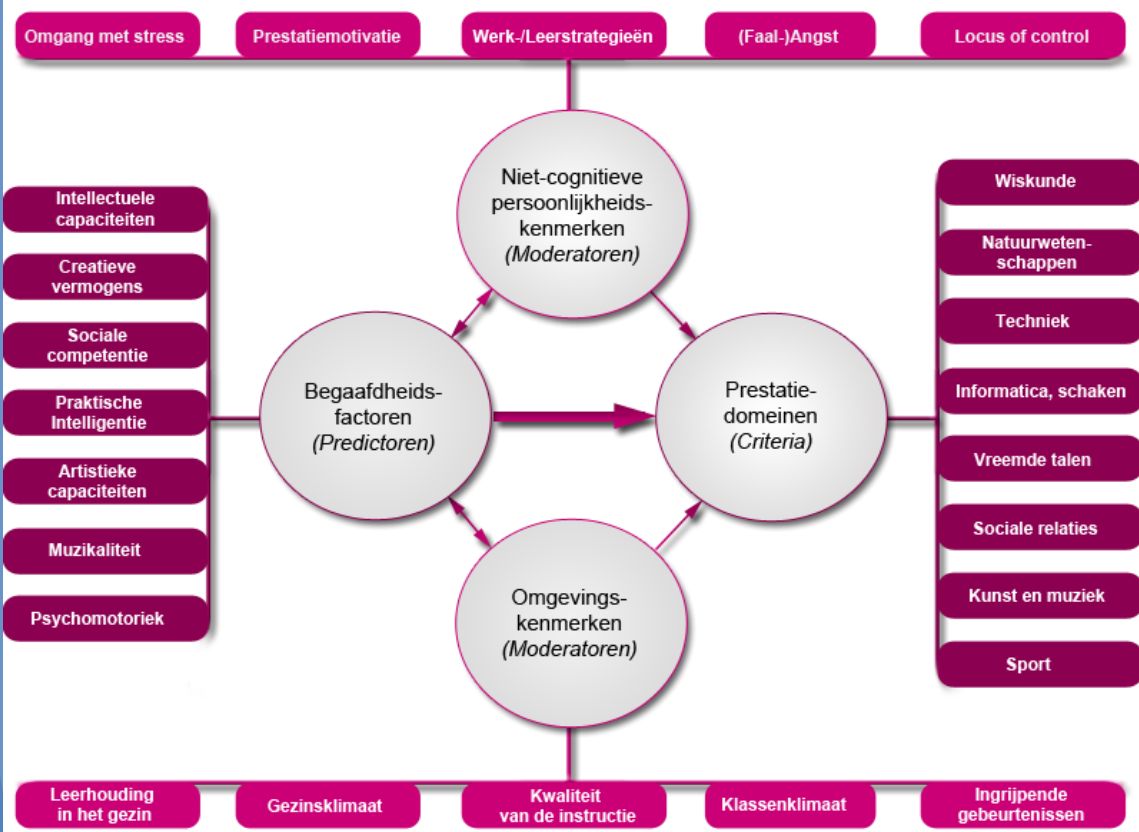 Omgang met stress
Prestatiemotivatie
Werk-/Leerstrategieën
(Faal-)Angst
Locus of control
Niet-cognitieve
persoonlijkheids-
kenmerken
(Moderatoren)
Intellectuele
capaciteiten
Creatieve
vermogens
Sociale
competentie
Praktische
Intelligentie
Artistieke
capaciteiten
Muzikaliteit
Psychomotoriek
Begaafdheids-
factoren
(Predictoren)
Prestatie-
domeinen
(Criteria)
Wiskunde
Natuurweten-
schappen
Techniek
Informatica, schaken
Vreemde talen
Sociale relaties
Kunst en muziek
Sport
Omgevings-
kenmerken
(Moderatoren)
Leerhouding
in het gezin
Gezinsklimaat
Kwaliteit
van de instructie
Klassenklimaat
Ingrijpende
gebeurtenissen